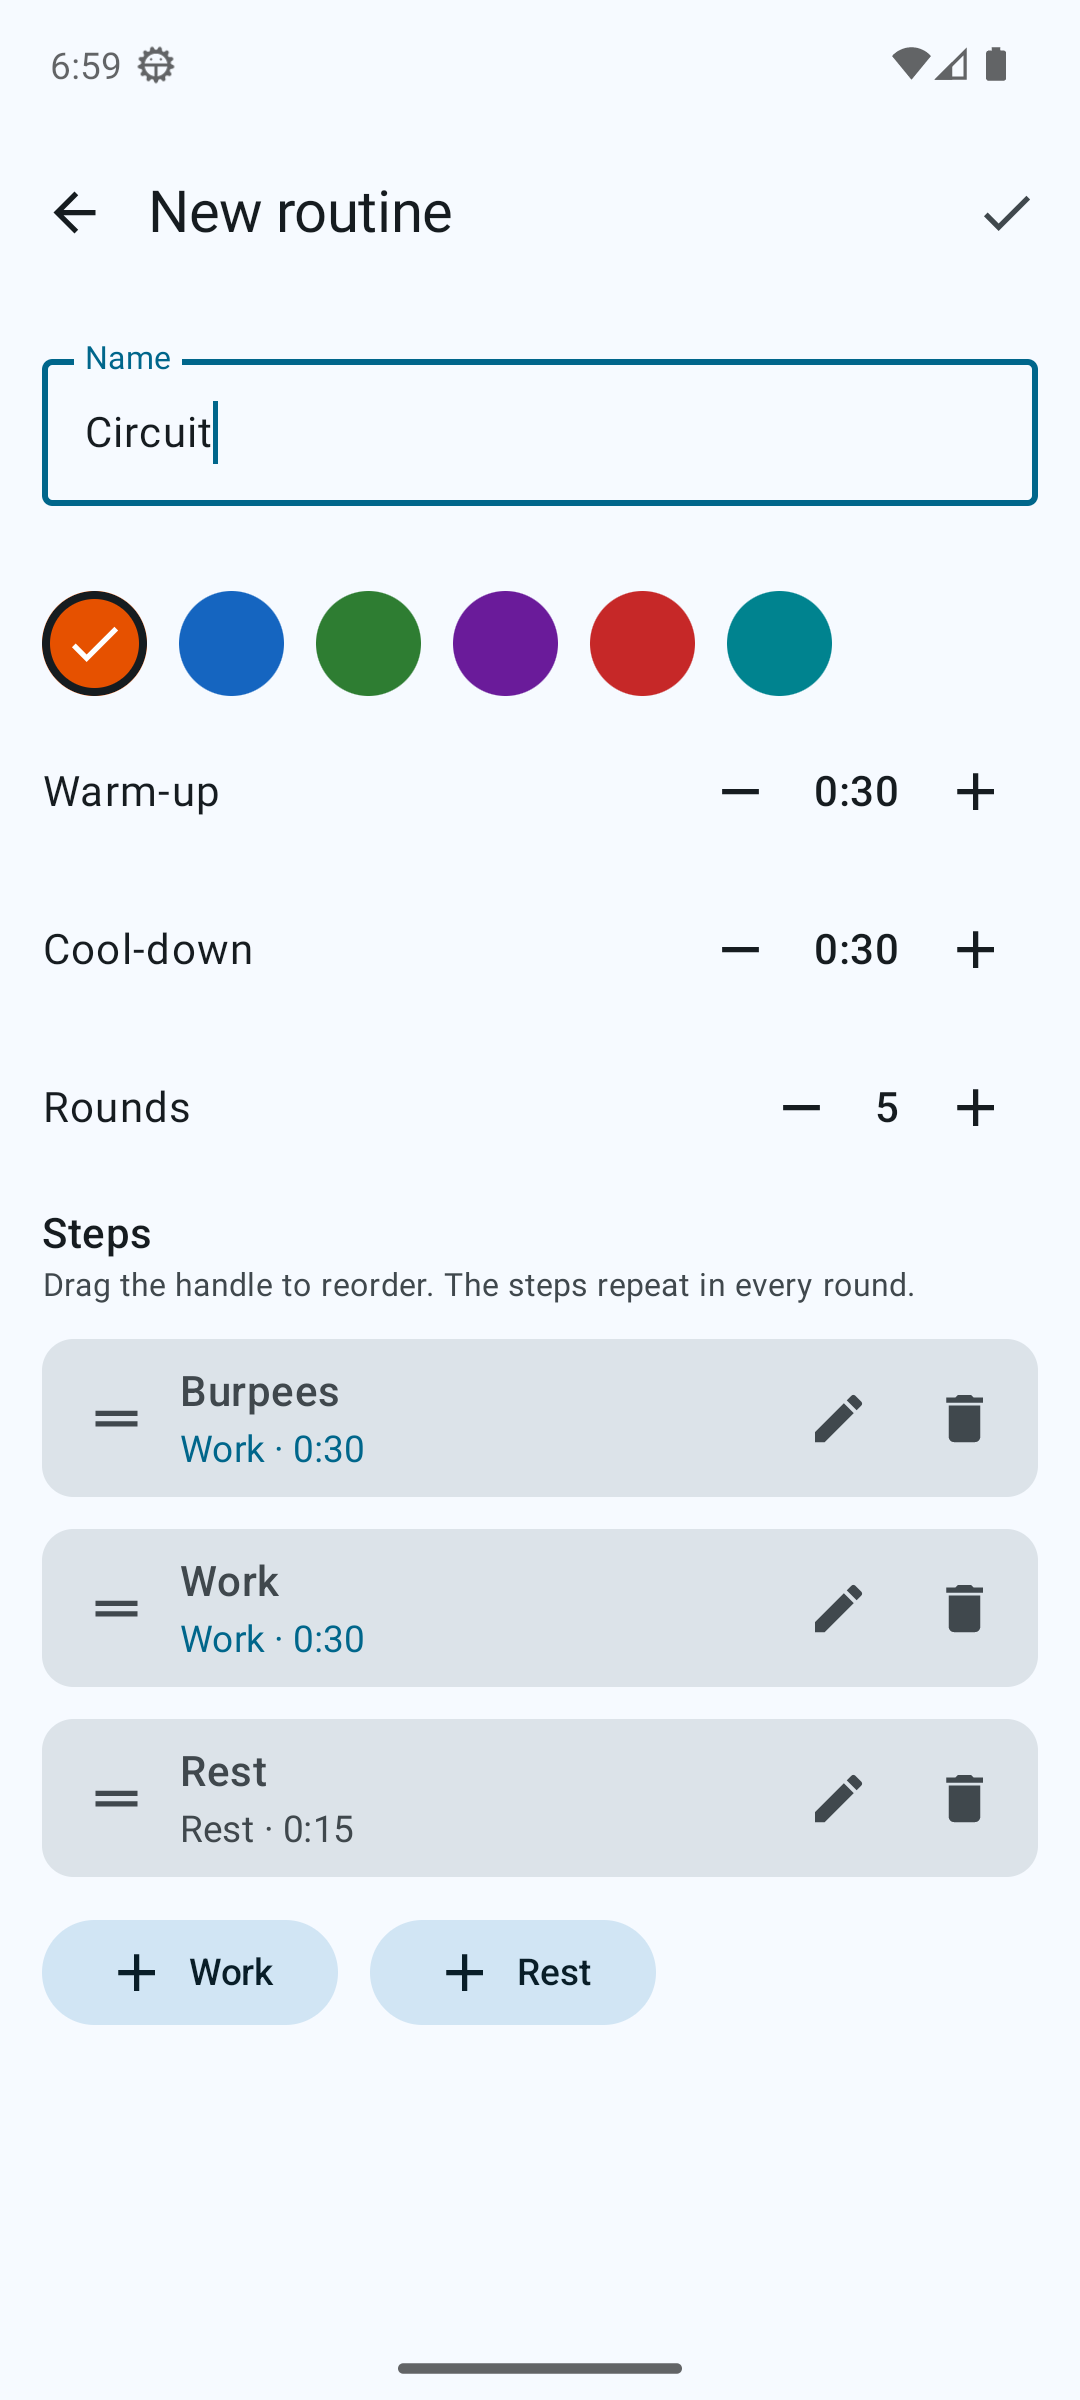 6:59
New routine
Name
Circuit
Warm-up
0:30
Cool-down
0:30
Rounds
5
Steps
Drag the handle to reorder. The steps repeat in every round.
Burpees
Work · 0:30
Work
Work · 0:30
Rest
Rest · 0:15
Work
Rest